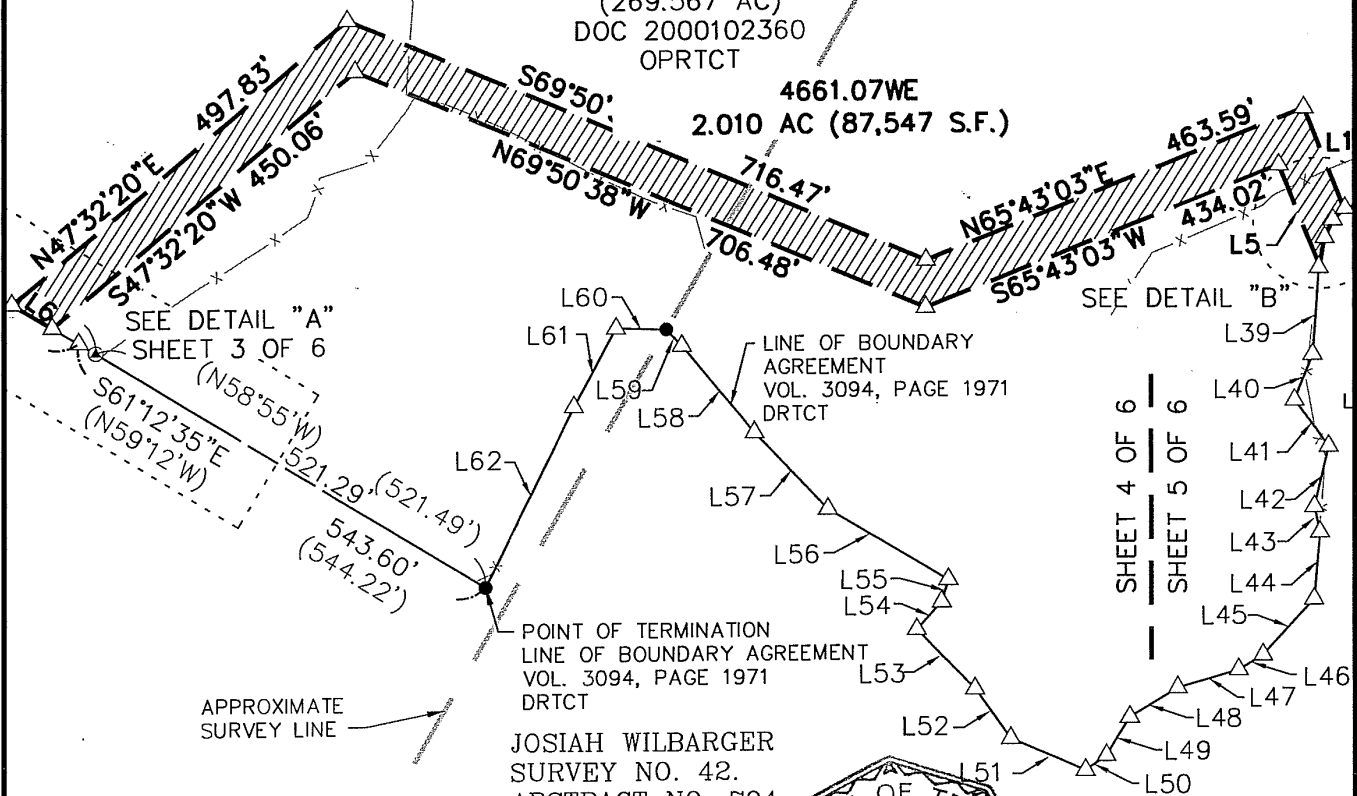 (269.567 AC)
DOC 2000102360
OPRTCT
4661.07WE
2.010 AC (87,547 S.F.)
497.83'
N47°32'20"E
S47°32'20"W 450.06'
S69°50'
716.47'
N69°50'38"W
706.48'
N65°43'03"E
463.59'
S65°43'03"W
434.02'
L1
L5
L6
SEE DETAIL "A"
SHEET 3 OF 6
SEE DETAIL "B"
(N58°55'W)
S61°12'35"E
(N59°12'W)
521.29'
(521.49')
543.60'
(544.22')
L60
L61
L59
L58
L62
L57
L56
L55
L54
L53
L52
L51
L50
L49
L48
L47
L46
L45
L44
L43
L42
L41
L40
L39
LINE OF BOUNDARY
AGREEMENT
VOL. 3094, PAGE 1971
DRTCT
SHEET 4 OF 6
SHEET 5 OF 6
POINT OF TERMINATION
LINE OF BOUNDARY AGREEMENT
VOL. 3094, PAGE 1971
DRTCT
APPROXIMATE
SURVEY LINE
JOSIAH WILBARGER
SURVEY NO. 42.
OF